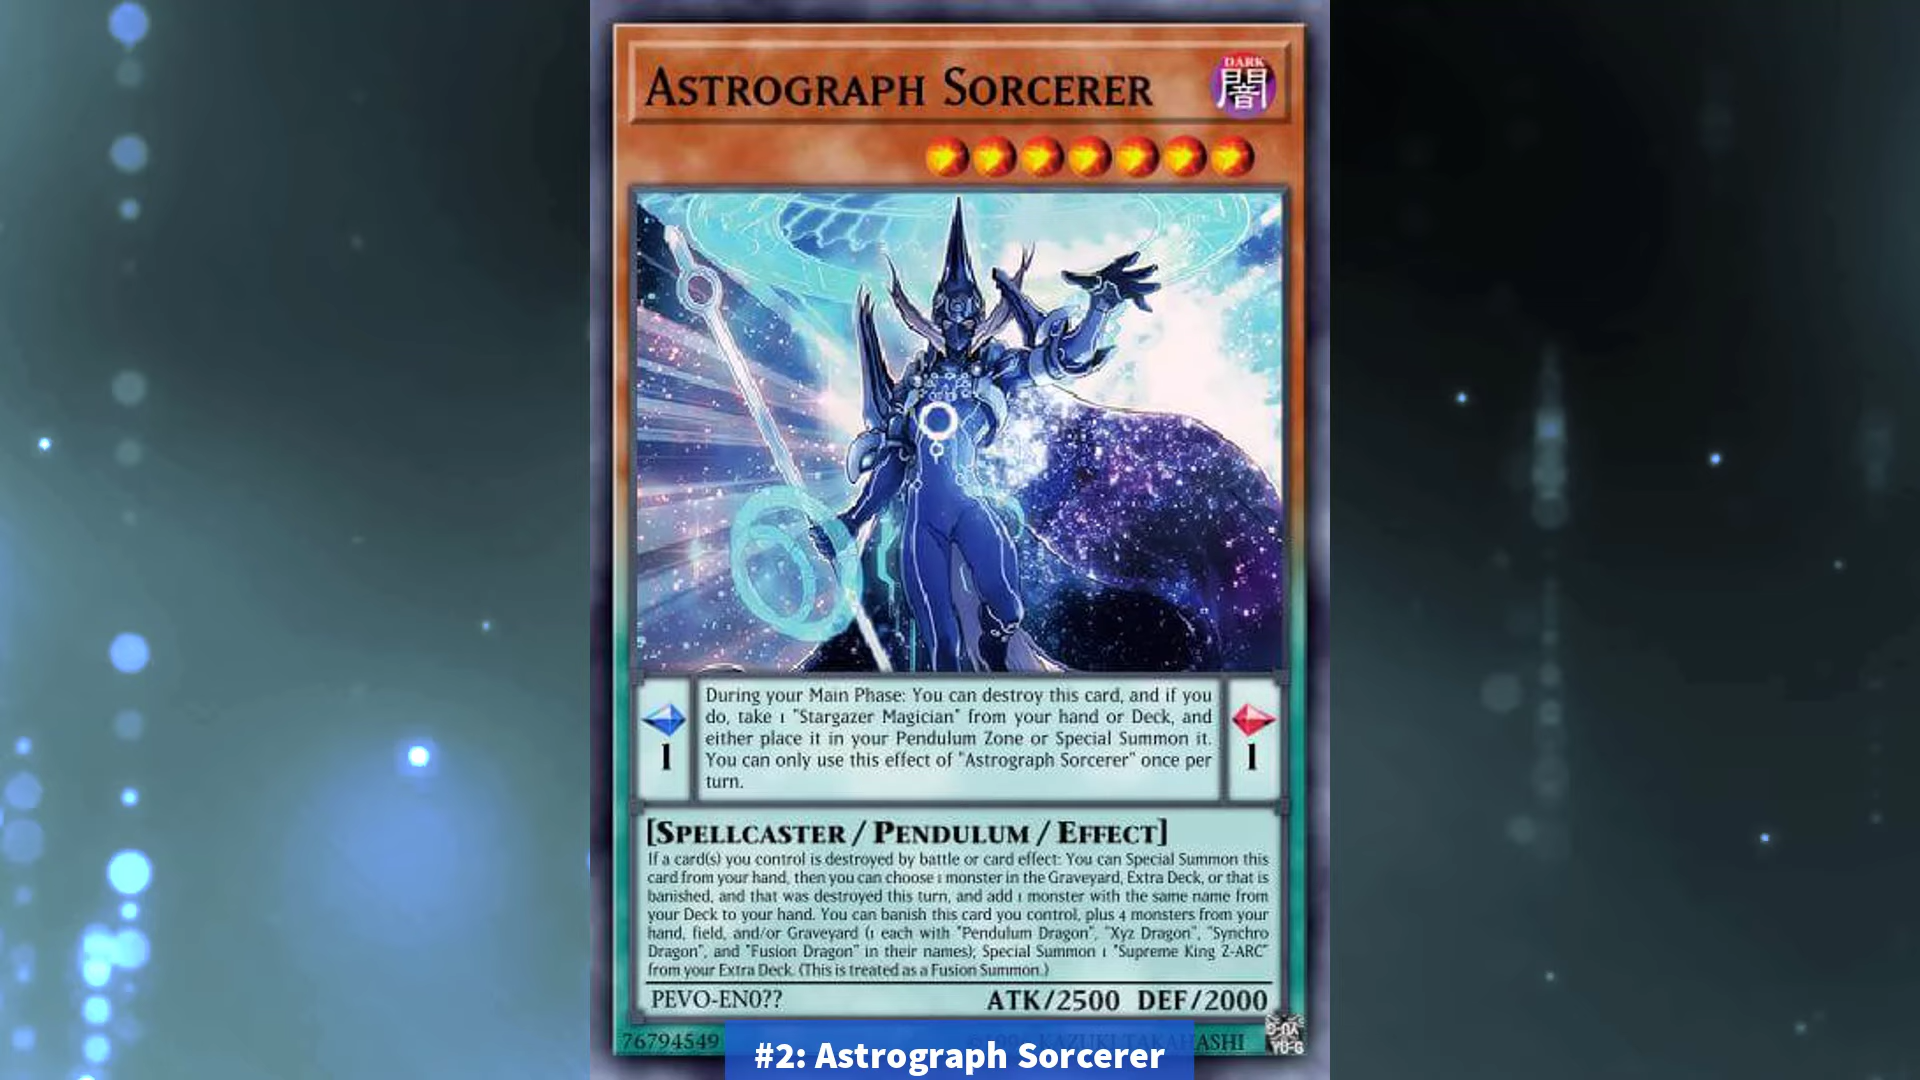 ASTROGRAPH SORCERER
DARK
闇
During your Main Phase: You can destroy this card, and if you
do, take 1 "Stargazer Magician" from your hand or Deck, and
either place it in your Pendulum Zone or Special Summon it.
You can only use this effect of "Astrograph Sorcerer" once per
turn.
1
1
[SPELLCASTER / PENDULUM / EFFECT]
If a card(s) you control is destroyed by battle or card effect: You can Special Summon this
card from your hand, then you can choose 1 monster in the Graveyard, Extra Deck, or that is
banished, and that was destroyed this turn, and add 1 monster with the same name from
your Deck to your hand. You can banish this card you control, plus 4 monsters from your
hand, field, and/or Graveyard (1 each with "Pendulum Dragon", "Xyz Dragon", "Synchro
Dragon", and "Fusion Dragon" in their names); Special Summon 1 "Supreme King Z-ARC"
from your Extra Deck. (This is treated as a Fusion Summon.)
PEVO-EN0?? ATK/2500 DEF/2000
76794549 KAZUKI TAKAHASHI
#2: Astrograph Sorcerer